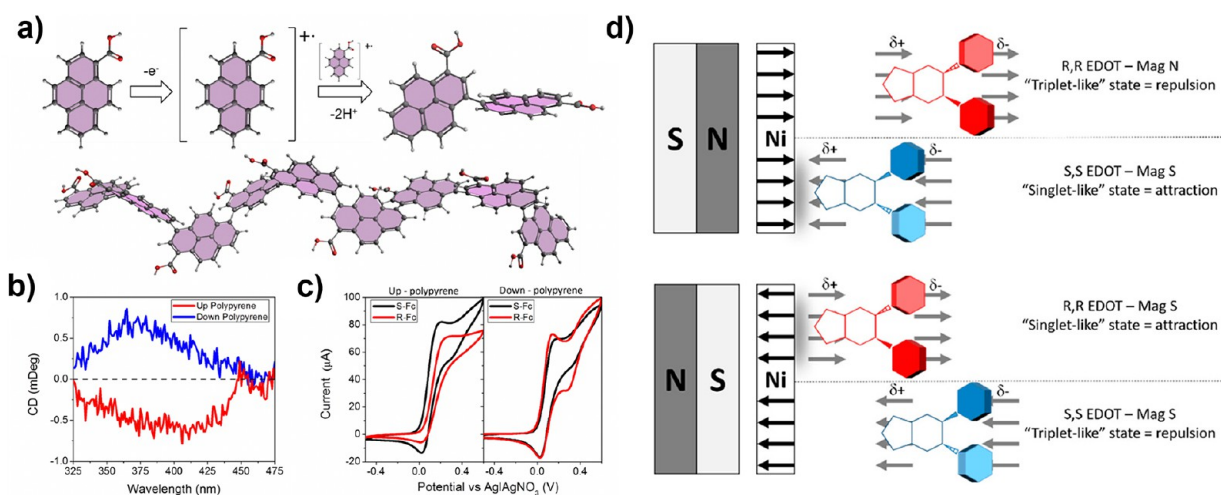 a)
-e-
+•
+•
-2H+
b)
Up Polypyrene
Down Polypyrene
CD (mDeg)
1.0
0.5
0.0
-0.5
-1.0
325 350 375 400 425 450 475
Wavelength (nm)
c)
Up - polypyrene
Down - polypyrene
S-Fc
R-Fc
S-Fc
R-Fc
Current (µA)
100
80
60
40
20
0
-20
-0.4 0.0 0.4 -0.4 0.0 0.4
Potential vs Ag|AgNO3 (V)
d)
S N Ni
δ+ δ-
R,R EDOT – Mag N
“Triplet-like” state = repulsion
δ+ δ-
S,S EDOT – Mag S
“Singlet-like” state = attraction
N S Ni
δ+ δ-
R,R EDOT – Mag S
“Singlet-like” state = attraction
δ+ δ-
S,S EDOT – Mag S
“Triplet-like” state = repulsion